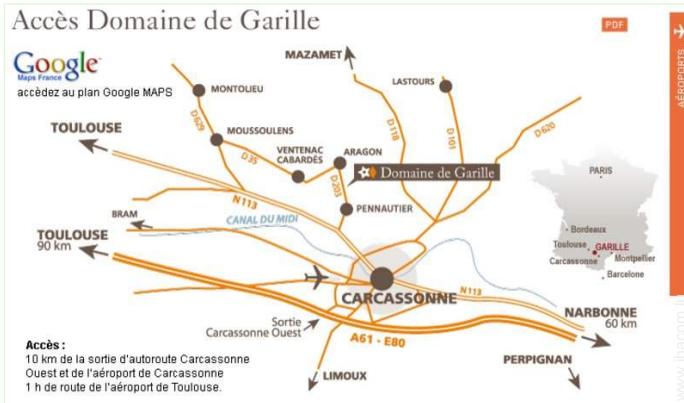 Accès Domaine de Garille
PDF
AÉROPORTS
Google
Maps France
accèdez au plan Google MAPS
MAZAMET
LASTOURS
MONTOLIEU
D629
D118
D101
D620
TOULOUSE
MOUSSOULENS
D35
VENTENAC
CABARDÈS
ARAGON
Domaine de Garille
D203
PENNAUTIER
N113
BRAM
CANAL DU MIDI
TOULOUSE
90 km
CARCASSONNE
N113
NARBONNE
60 km
Sortie
Carcassonne Ouest
A61 - E80
LIMOUX
PERPIGNAN
PARIS
Bordeaux
Toulouse
GARILLE
Carcassonne
Montpellier
Barcelone
Accès :
10 km de la sortie d'autoroute Carcassonne
Ouest et de l'aéroport de Carcassonne
1 h de route de l'aéroport de Toulouse.